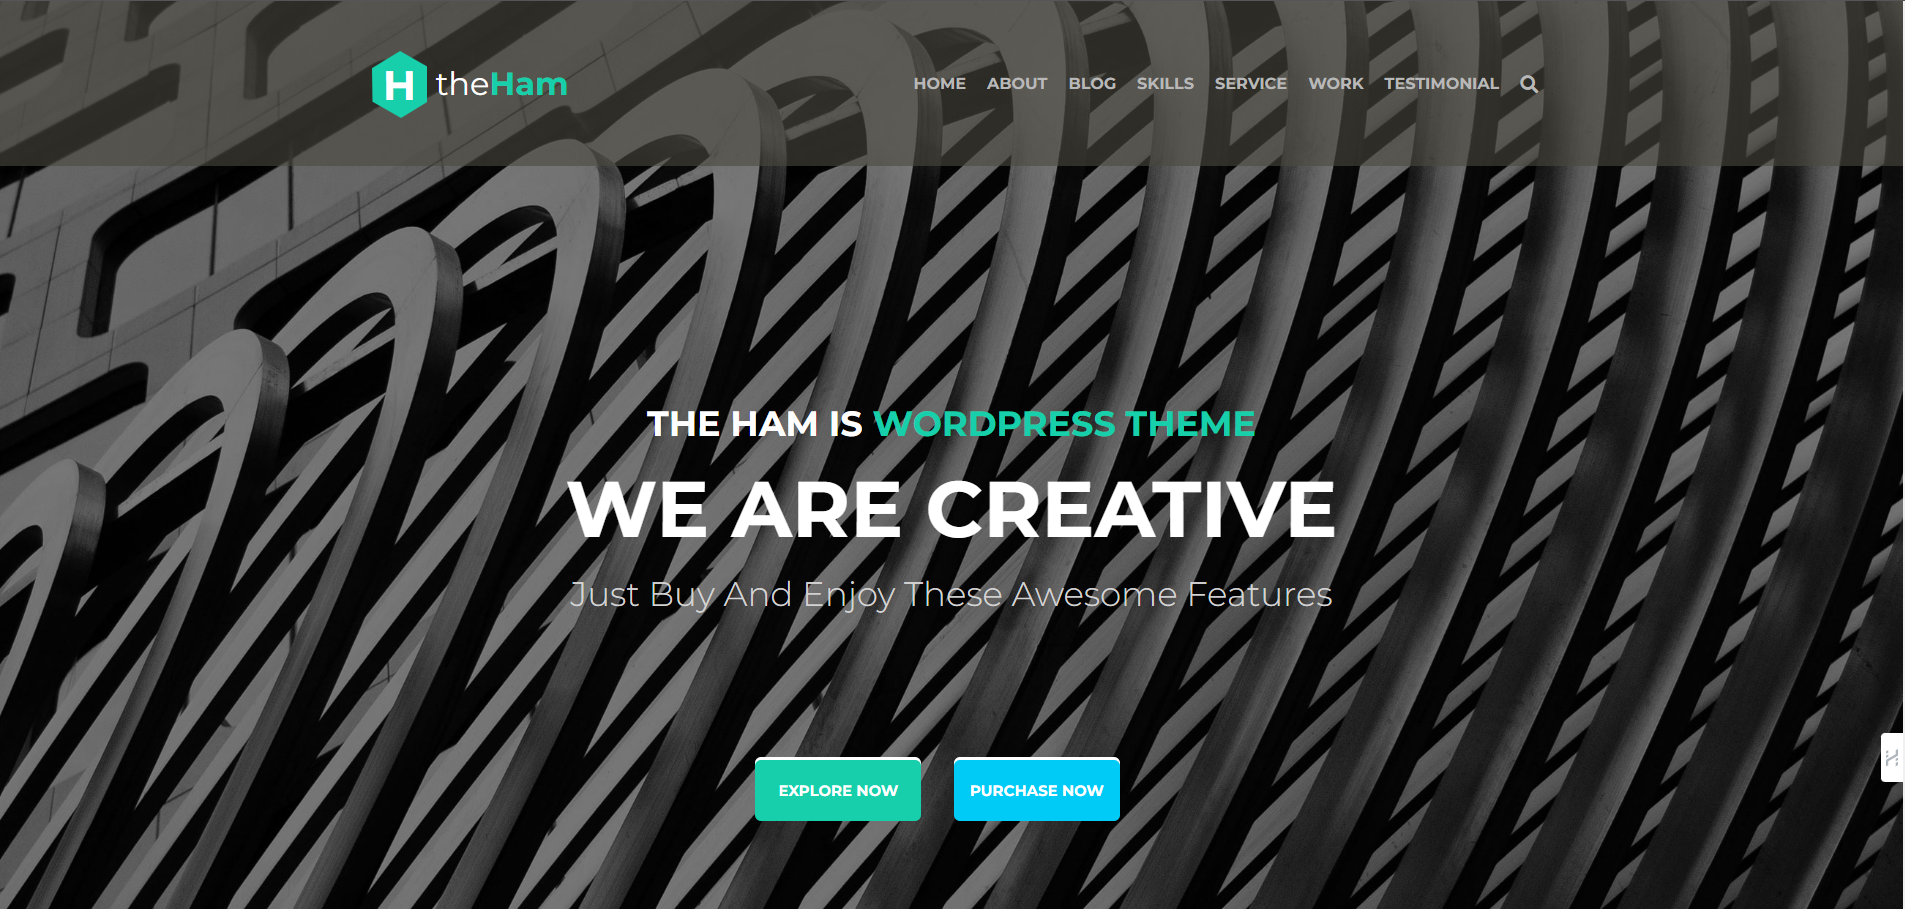 H theHam
HOME ABOUT BLOG SKILLS SERVICE WORK TESTIMONIAL
THE HAM IS WORDPRESS THEME
WE ARE CREATIVE
Just Buy And Enjoy These Awesome Features
EXPLORE NOW PURCHASE NOW